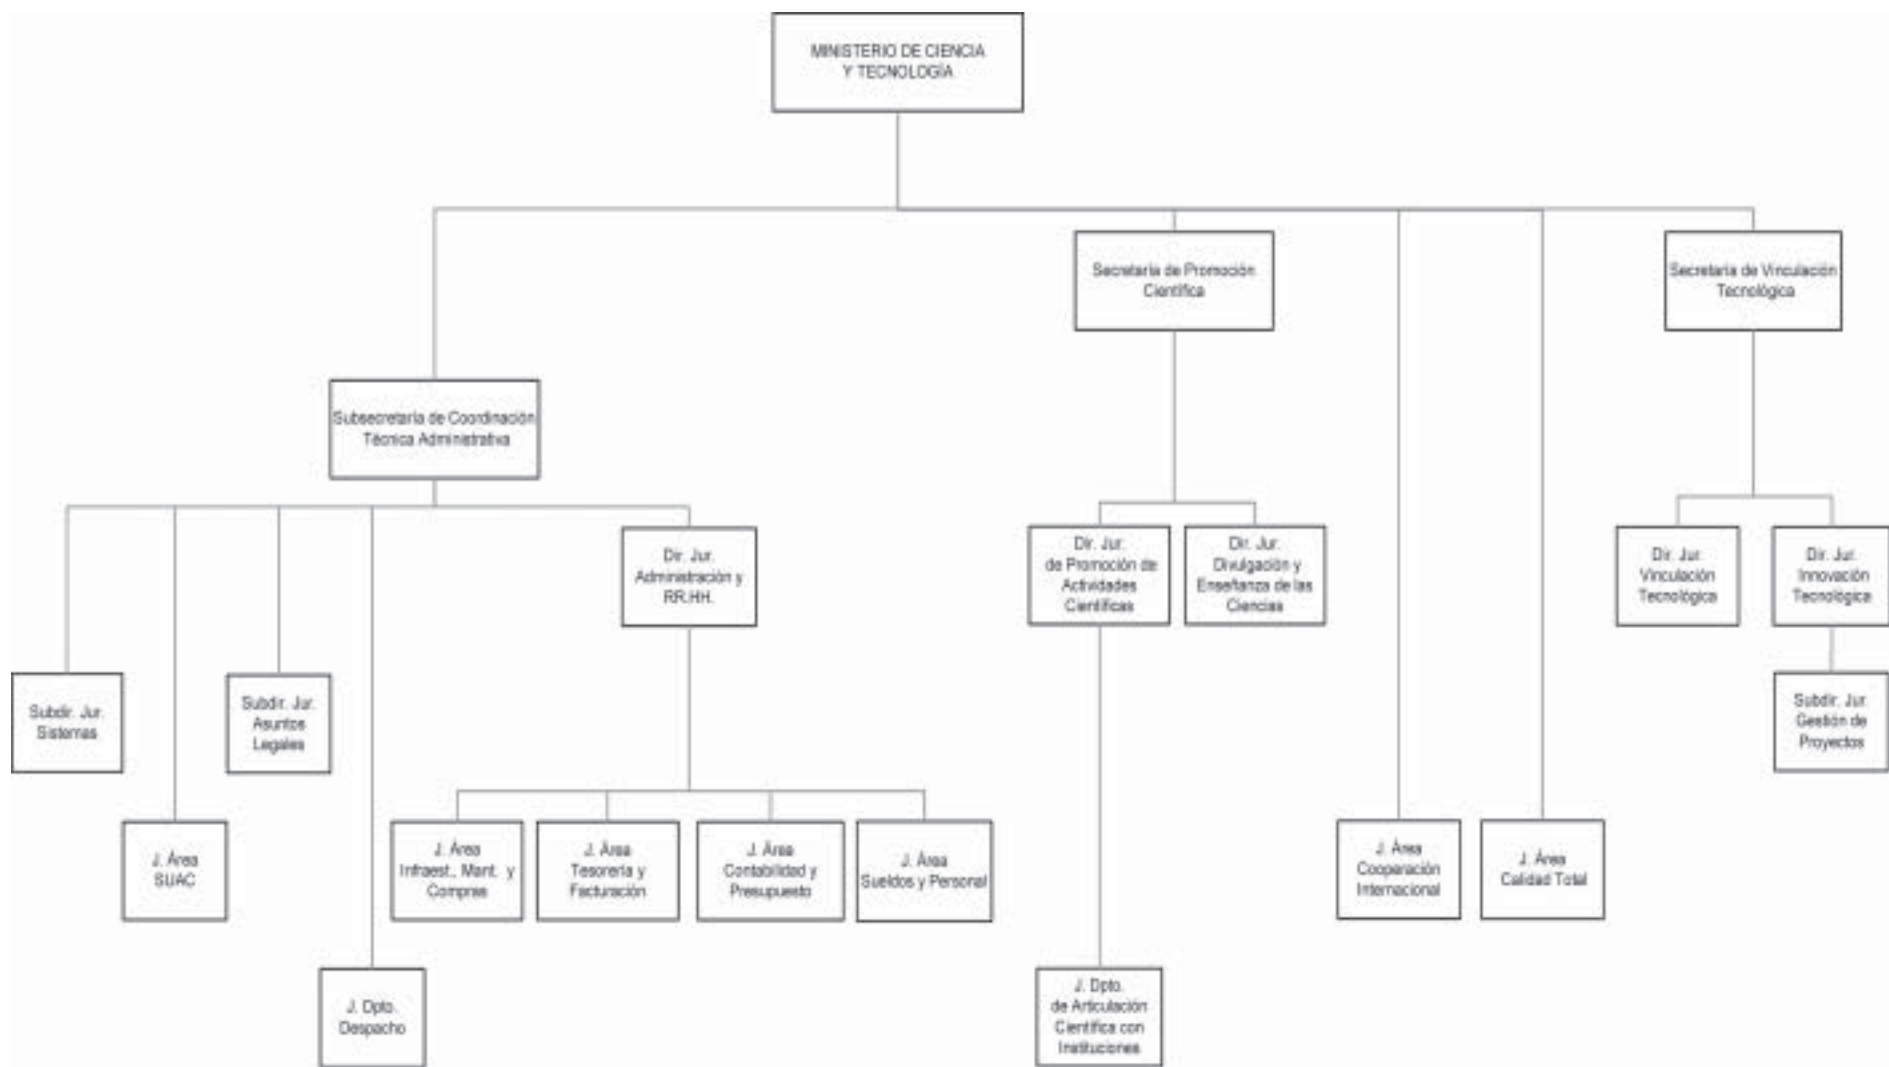 MINISTERIO DE CIENCIA
Y TECNOLOGÍA
Secretaría de Promoción
Científica
Secretaría de Vinculación
Tecnológica
Subsecretaría de Coordinación
Técnica Administrativa
Dir. Jur.
Administración y
RR.HH.
Dir. Jur.
de Promoción de
Actividades
Científicas
Dir. Jur.
Divulgación y
Enseñanza de las
Ciencias
Dir. Jur.
Vinculación
Tecnológica
Dir. Jur.
Innovación
Tecnológica
Subdir. Jur.
Sistemas
Subdir. Jur.
Asuntos
Legales
Subdir. Jur.
Gestión de
Proyectos
J. Área
SUAC
J. Área
Infraest., Mant. y
Compras
J. Área
Tesorería y
Facturación
J. Área
Contabilidad y
Presupuesto
J. Área
Sueldos y Personal
J. Área
Cooperación
Internacional
J. Área
Calidad Total
J. Dpto.
Despacho
J. Dpto.
de Articulación
Científica con
Instituciones